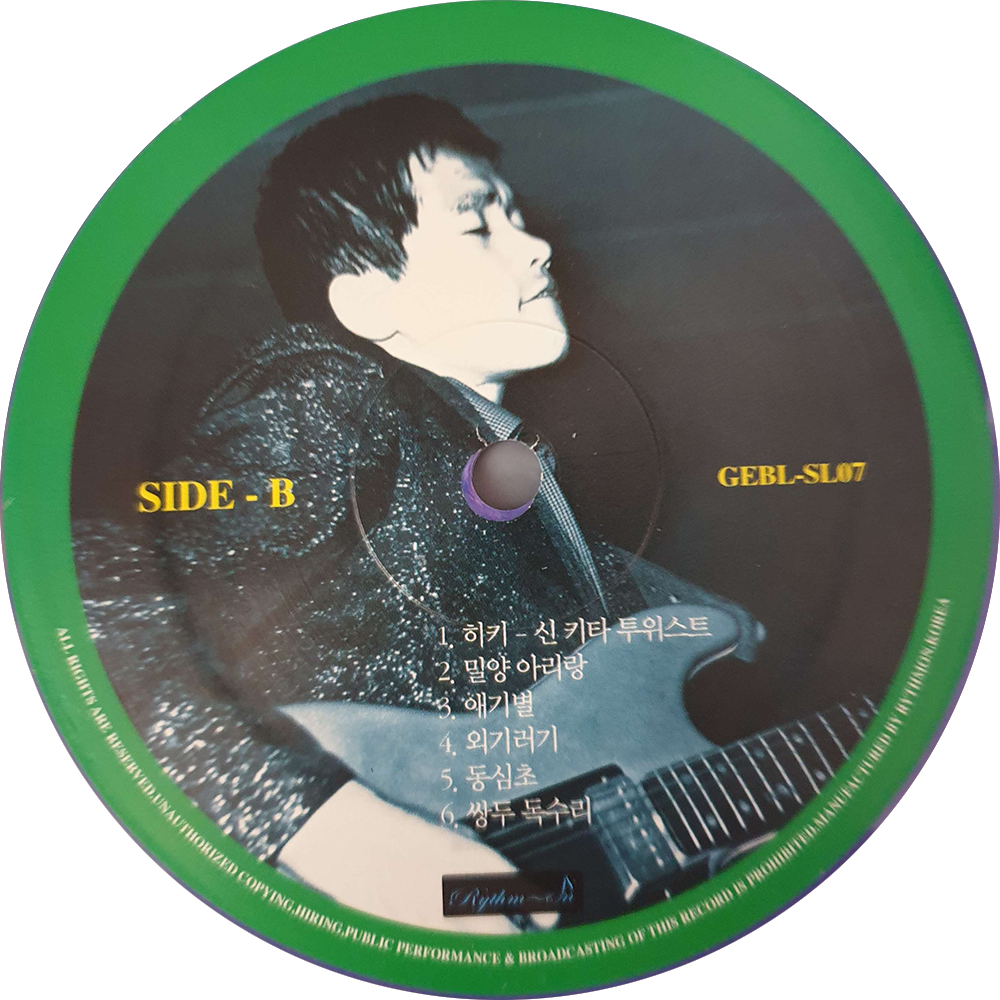 SIDE - B
GEBL-SL07
1. 히키 - 신 키타 투위스트
2. 밀양 아리랑
3. 애기별
4. 외기러기
5. 동심초
6. 쌍두 독수리
Rythm-On
ALL RIGHTS ARE RESERVED.UNAUTHORIZED COPYING,HIRING,PUBLIC PERFORMANCE & BROADCASTING OF THIS RECORD IS PROHIBITED.MANUFACTURED BY RYTHMON,KOREA